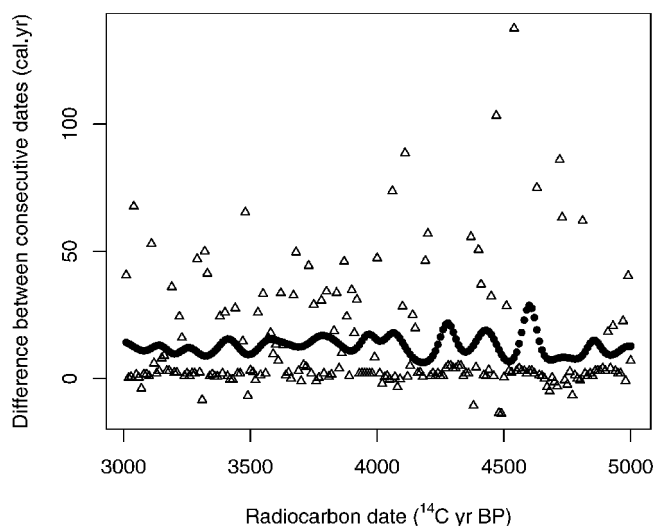 Difference between consecutive dates (cal.yr)
100
50
0
3000 3500 4000 4500 5000
Radiocarbon date (¹⁴C yr BP)